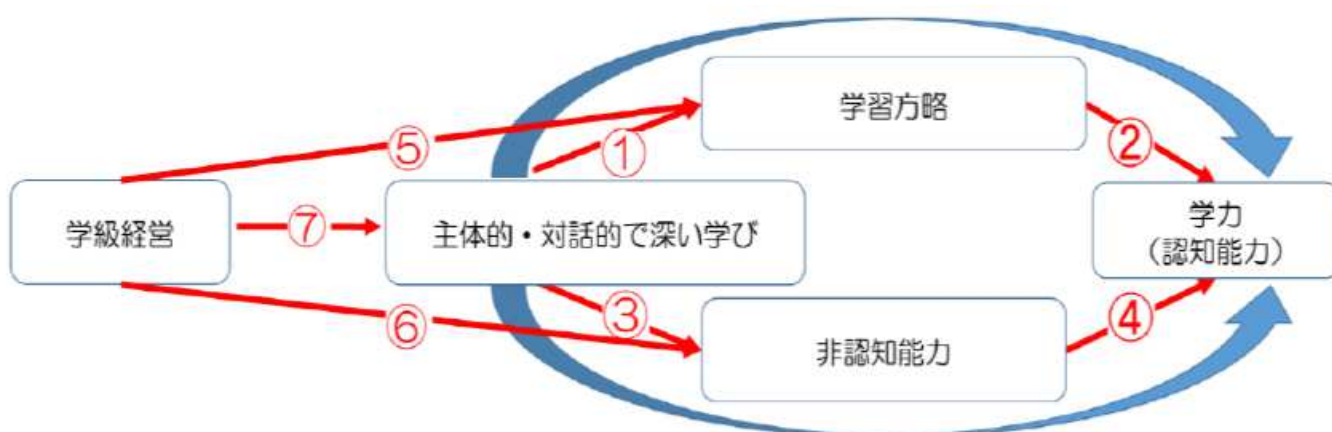 学習方略
⑤
①
②
学級経営
⑦
主体的・対話的で深い学び
学力
（認知能力）
⑥
③
④
非認知能力